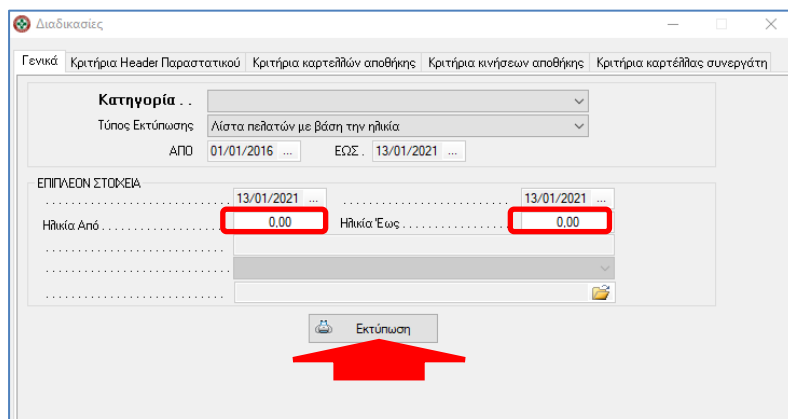 Διαδικασίες
Γενικά Κριτήρια Header Παραστατικού Κριτήρια καρτελλών αποθήκης Κριτήρια κινήσεων αποθήκης Κριτήρια καρτέλλας συνεργάτη
Κατηγορία . .
Τύπος Εκτύπωσης Λίστα πελατών με βάση την ηλικία
ΑΠΟ 01/01/2016 ... ΕΩΣ . 13/01/2021 ...
ΕΠΙΠΛΕΟΝ ΣΤΟΙΧΕΙΑ
13/01/2021 ... 13/01/2021 ...
Ηλικία Από 0,00 Ηλικία Έως 0,00
Εκτύπωση